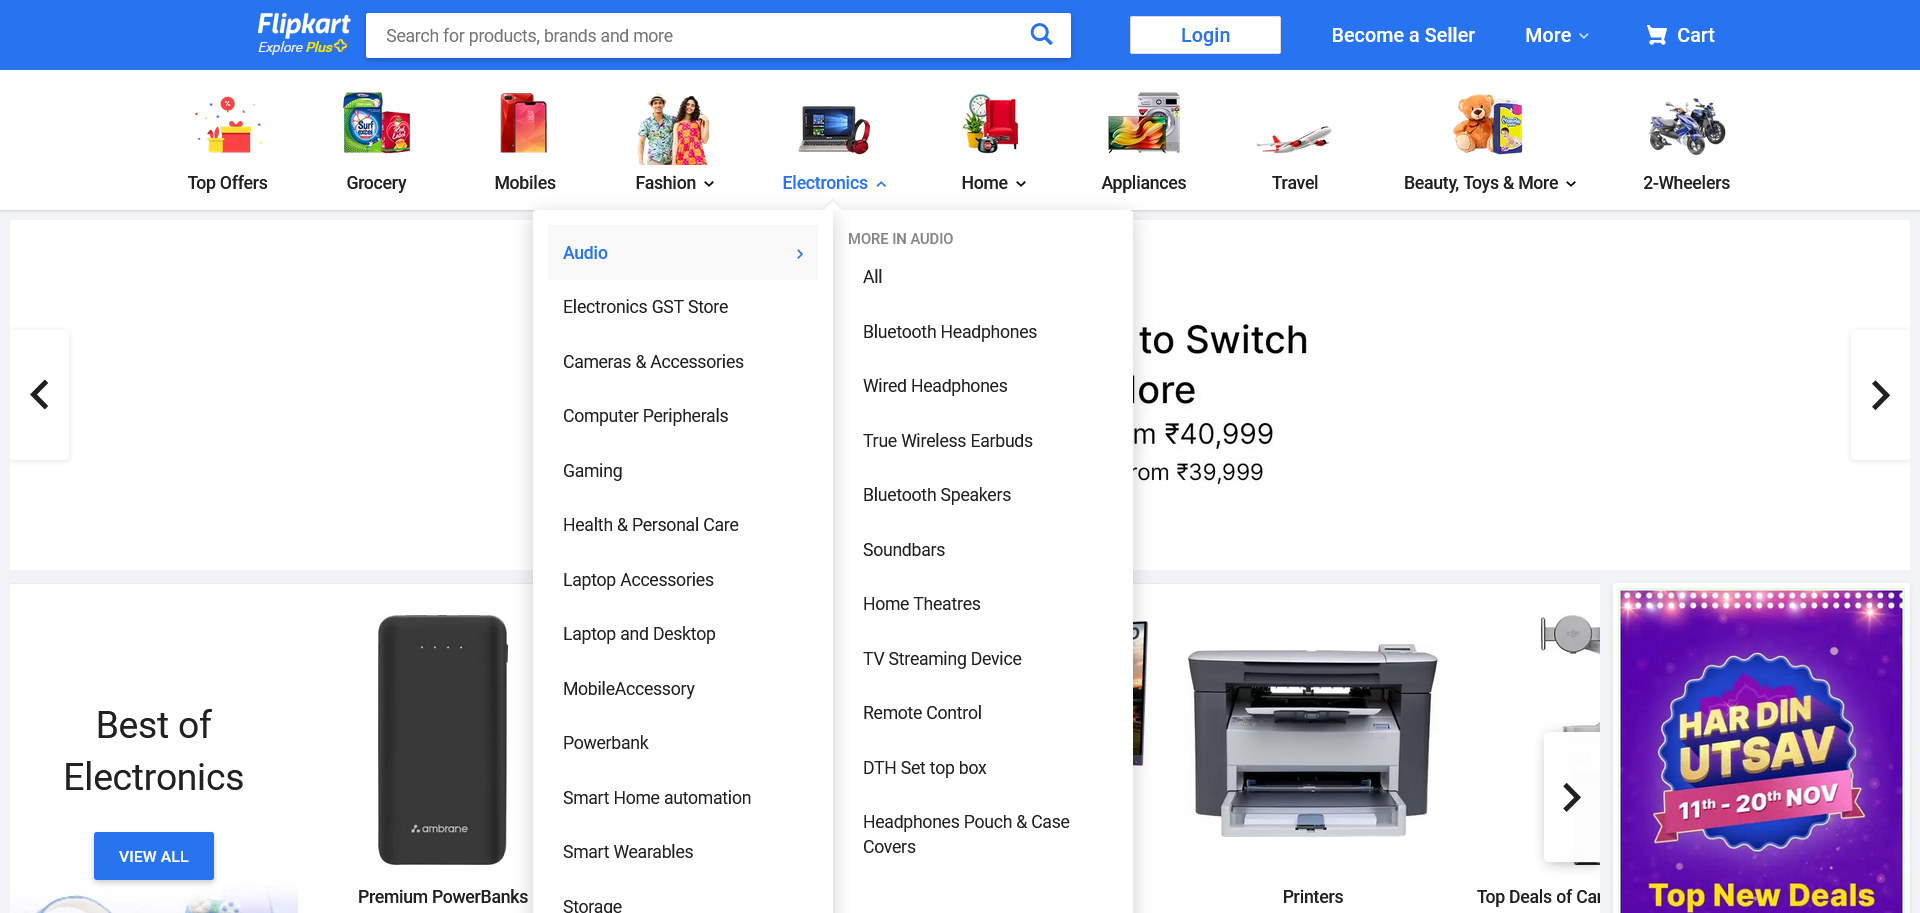 Flipkart
Explore Plus
Search for products, brands and more
Login
Become a Seller
More
Cart
Top Offers
Grocery
Mobiles
Fashion
Electronics
Home
Appliances
Travel
Beauty, Toys & More
2-Wheelers
Audio
Electronics GST Store
Cameras & Accessories
Computer Peripherals
Gaming
Health & Personal Care
Laptop Accessories
Laptop and Desktop
MobileAccessory
Powerbank
Smart Home automation
Smart Wearables
Storage
MORE IN AUDIO
All
Bluetooth Headphones
Wired Headphones
True Wireless Earbuds
Bluetooth Speakers
Soundbars
Home Theatres
TV Streaming Device
Remote Control
DTH Set top box
Headphones Pouch & Case
Covers
to Switch
lore
m ₹40,999
rom ₹39,999
Best of
Electronics
VIEW ALL
ambrane
Premium PowerBanks
Printers
Top Deals of Ca
HAR DIN
UTSAV
11th - 20th NOV
Top New Deals
Surf
excel